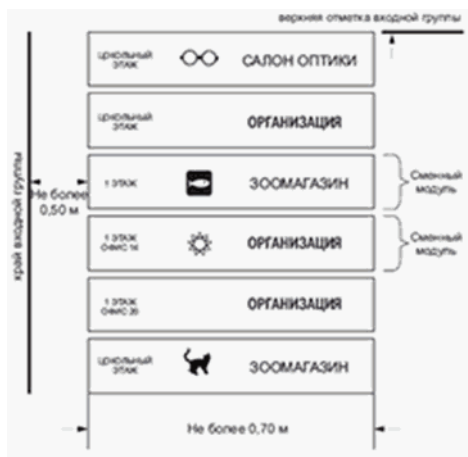 верхняя отметка входной группы
ЦОКОЛЬНЫЙ
ЭТАЖ
САЛОН ОПТИКИ
ЦОКОЛЬНЫЙ
ЭТАЖ
ОРГАНИЗАЦИЯ
1 ЭТАЖ
ЗООМАГАЗИН
Сменный
модуль
край входной группы
Не более
0,50 м
1 ЭТАЖ
ОФИС 14
ОРГАНИЗАЦИЯ
Сменный
модуль
1 ЭТАЖ
ОФИС 26
ОРГАНИЗАЦИЯ
ЦОКОЛЬНЫЙ
ЭТАЖ
ЗООМАГАЗИН
Не более 0,70 м